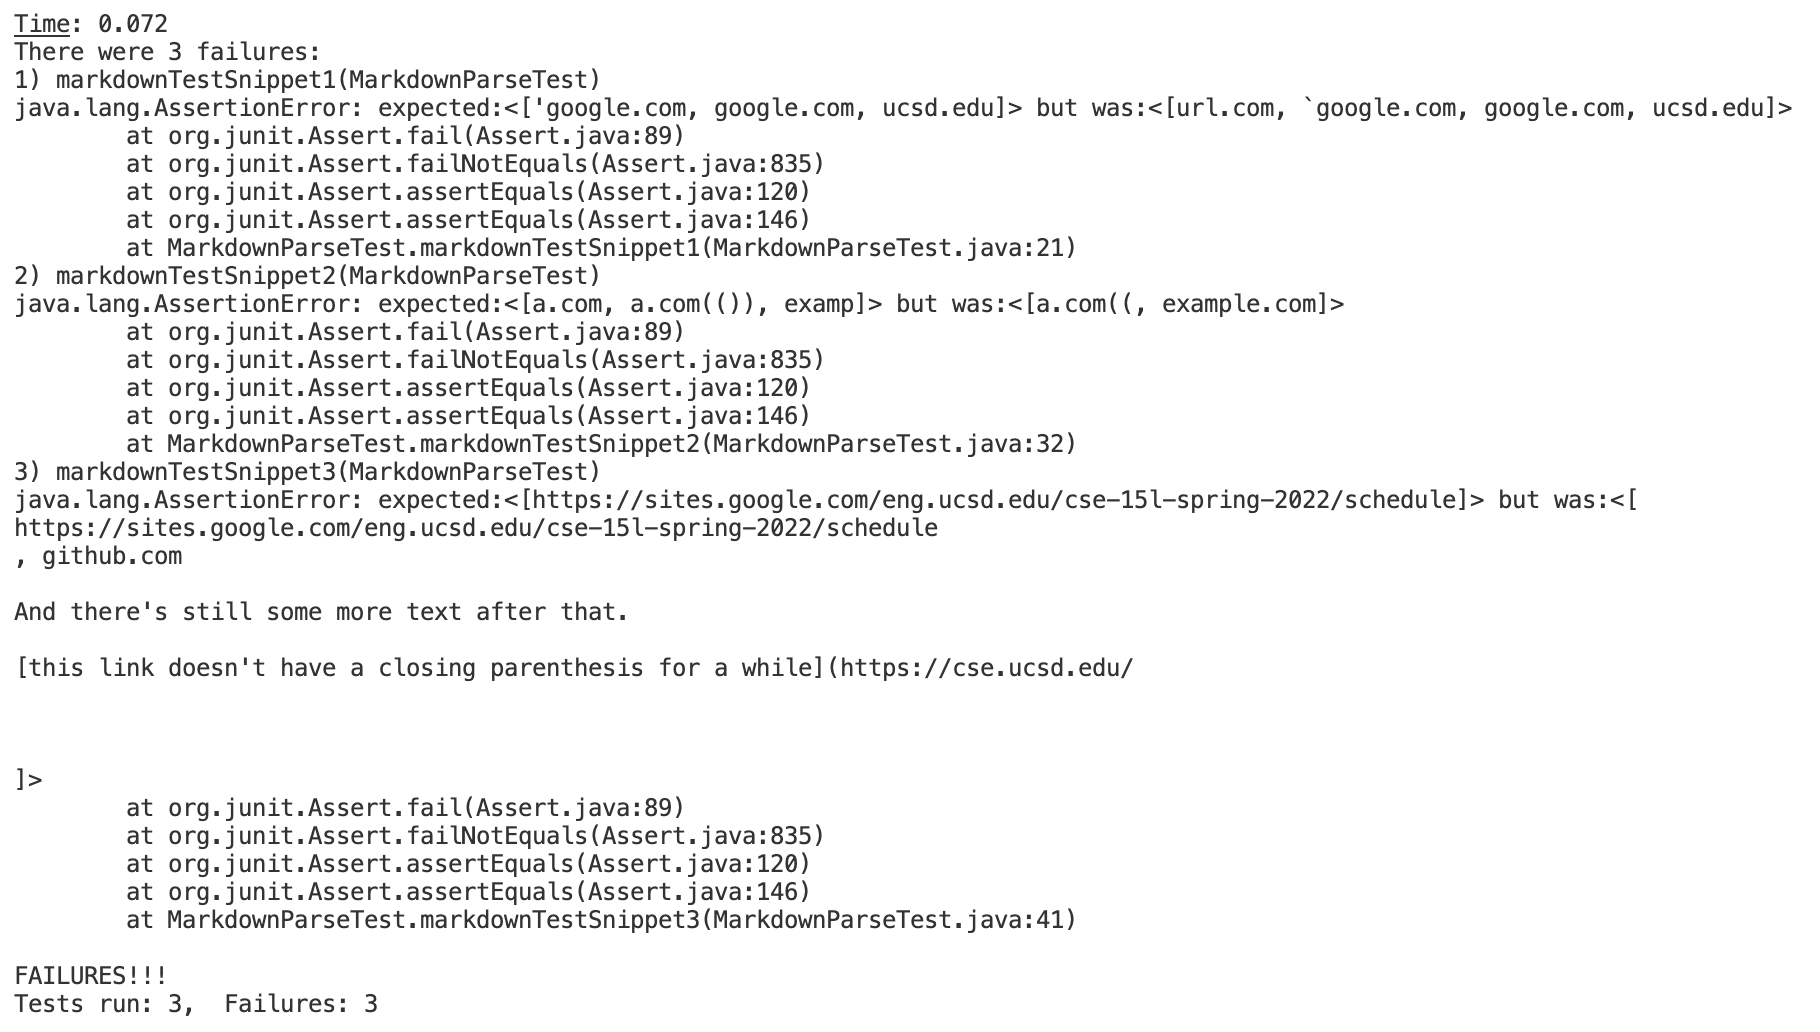 Time: 0.072
There were 3 failures:
1) markdownTestSnippet1(MarkdownParseTest)
java.lang.AssertionError: expected:<['google.com, google.com, ucsd.edu]> but was:<[url.com, `google.com, google.com, ucsd.edu]>
        at org.junit.Assert.fail(Assert.java:89)
        at org.junit.Assert.failNotEquals(Assert.java:835)
        at org.junit.Assert.assertEquals(Assert.java:120)
        at org.junit.Assert.assertEquals(Assert.java:146)
        at MarkdownParseTest.markdownTestSnippet1(MarkdownParseTest.java:21)
2) markdownTestSnippet2(MarkdownParseTest)
java.lang.AssertionError: expected:<[a.com, a.com(()), examp]> but was:<[a.com((, example.com]>
        at org.junit.Assert.fail(Assert.java:89)
        at org.junit.Assert.failNotEquals(Assert.java:835)
        at org.junit.Assert.assertEquals(Assert.java:120)
        at org.junit.Assert.assertEquals(Assert.java:146)
        at MarkdownParseTest.markdownTestSnippet2(MarkdownParseTest.java:32)
3) markdownTestSnippet3(MarkdownParseTest)
java.lang.AssertionError: expected:<[https://sites.google.com/eng.ucsd.edu/cse-15l-spring-2022/schedule]> but was:<[
https://sites.google.com/eng.ucsd.edu/cse-15l-spring-2022/schedule
, github.com

And there's still some more text after that.

[this link doesn't have a closing parenthesis for a while](https://cse.ucsd.edu/



]>
        at org.junit.Assert.fail(Assert.java:89)
        at org.junit.Assert.failNotEquals(Assert.java:835)
        at org.junit.Assert.assertEquals(Assert.java:120)
        at org.junit.Assert.assertEquals(Assert.java:146)
        at MarkdownParseTest.markdownTestSnippet3(MarkdownParseTest.java:41)

FAILURES!!!
Tests run: 3,  Failures: 3